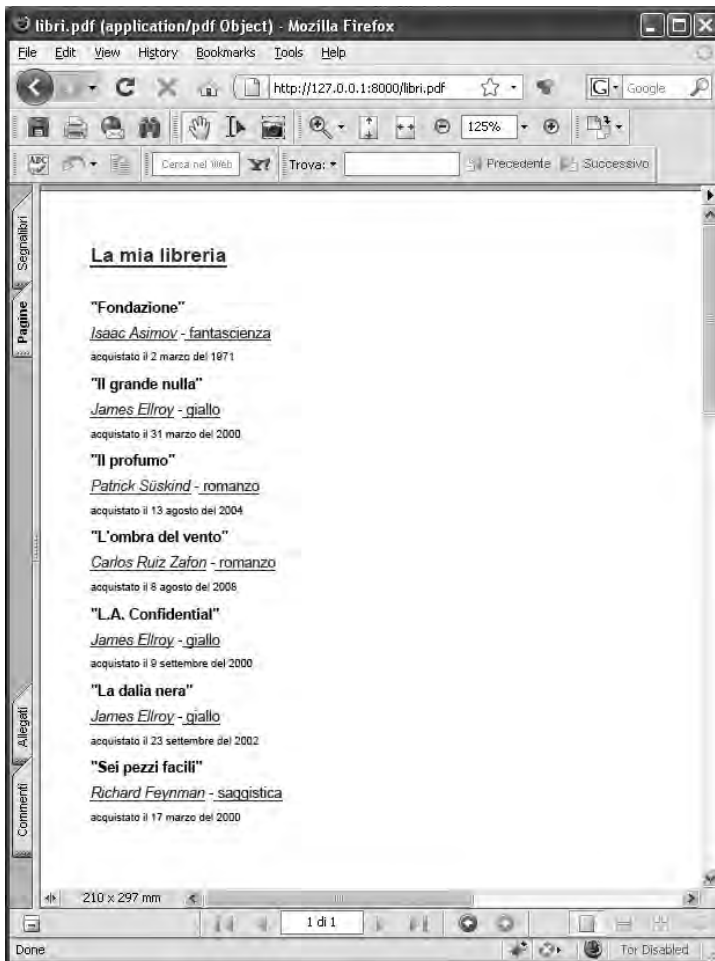 libri.pdf (application/pdf Object) - Mozilla Firefox
File Edit View History Bookmarks Tools Help
http://127.0.0.1:8000/libri.pdf G Google
125%
ABC Cerca nel Web Y! Trova: Precedente Successivo
Segnalibri
Pagine
La mia libreria
"Fondazione"
Isaac Asimov - fantascienza
acquistato il 2 marzo del 1971
"Il grande nulla"
James Ellroy - giallo
acquistato il 31 marzo del 2000
"Il profumo"
Patrick Süskind - romanzo
acquistato il 13 agosto del 2004
"L'ombra del vento"
Carlos Ruiz Zafon - romanzo
acquistato il 6 agosto del 2006
"L.A. Confidential"
James Ellroy - giallo
acquistato il 9 settembre del 2000
"La dalia nera"
James Ellroy - giallo
acquistato il 23 settembre del 2002
"Sei pezzi facili"
Richard Feynman - saggistica
acquistato il 17 marzo del 2000
Allegati
Commenti
210 x 297 mm
1 di 1
Done Tor Disabled